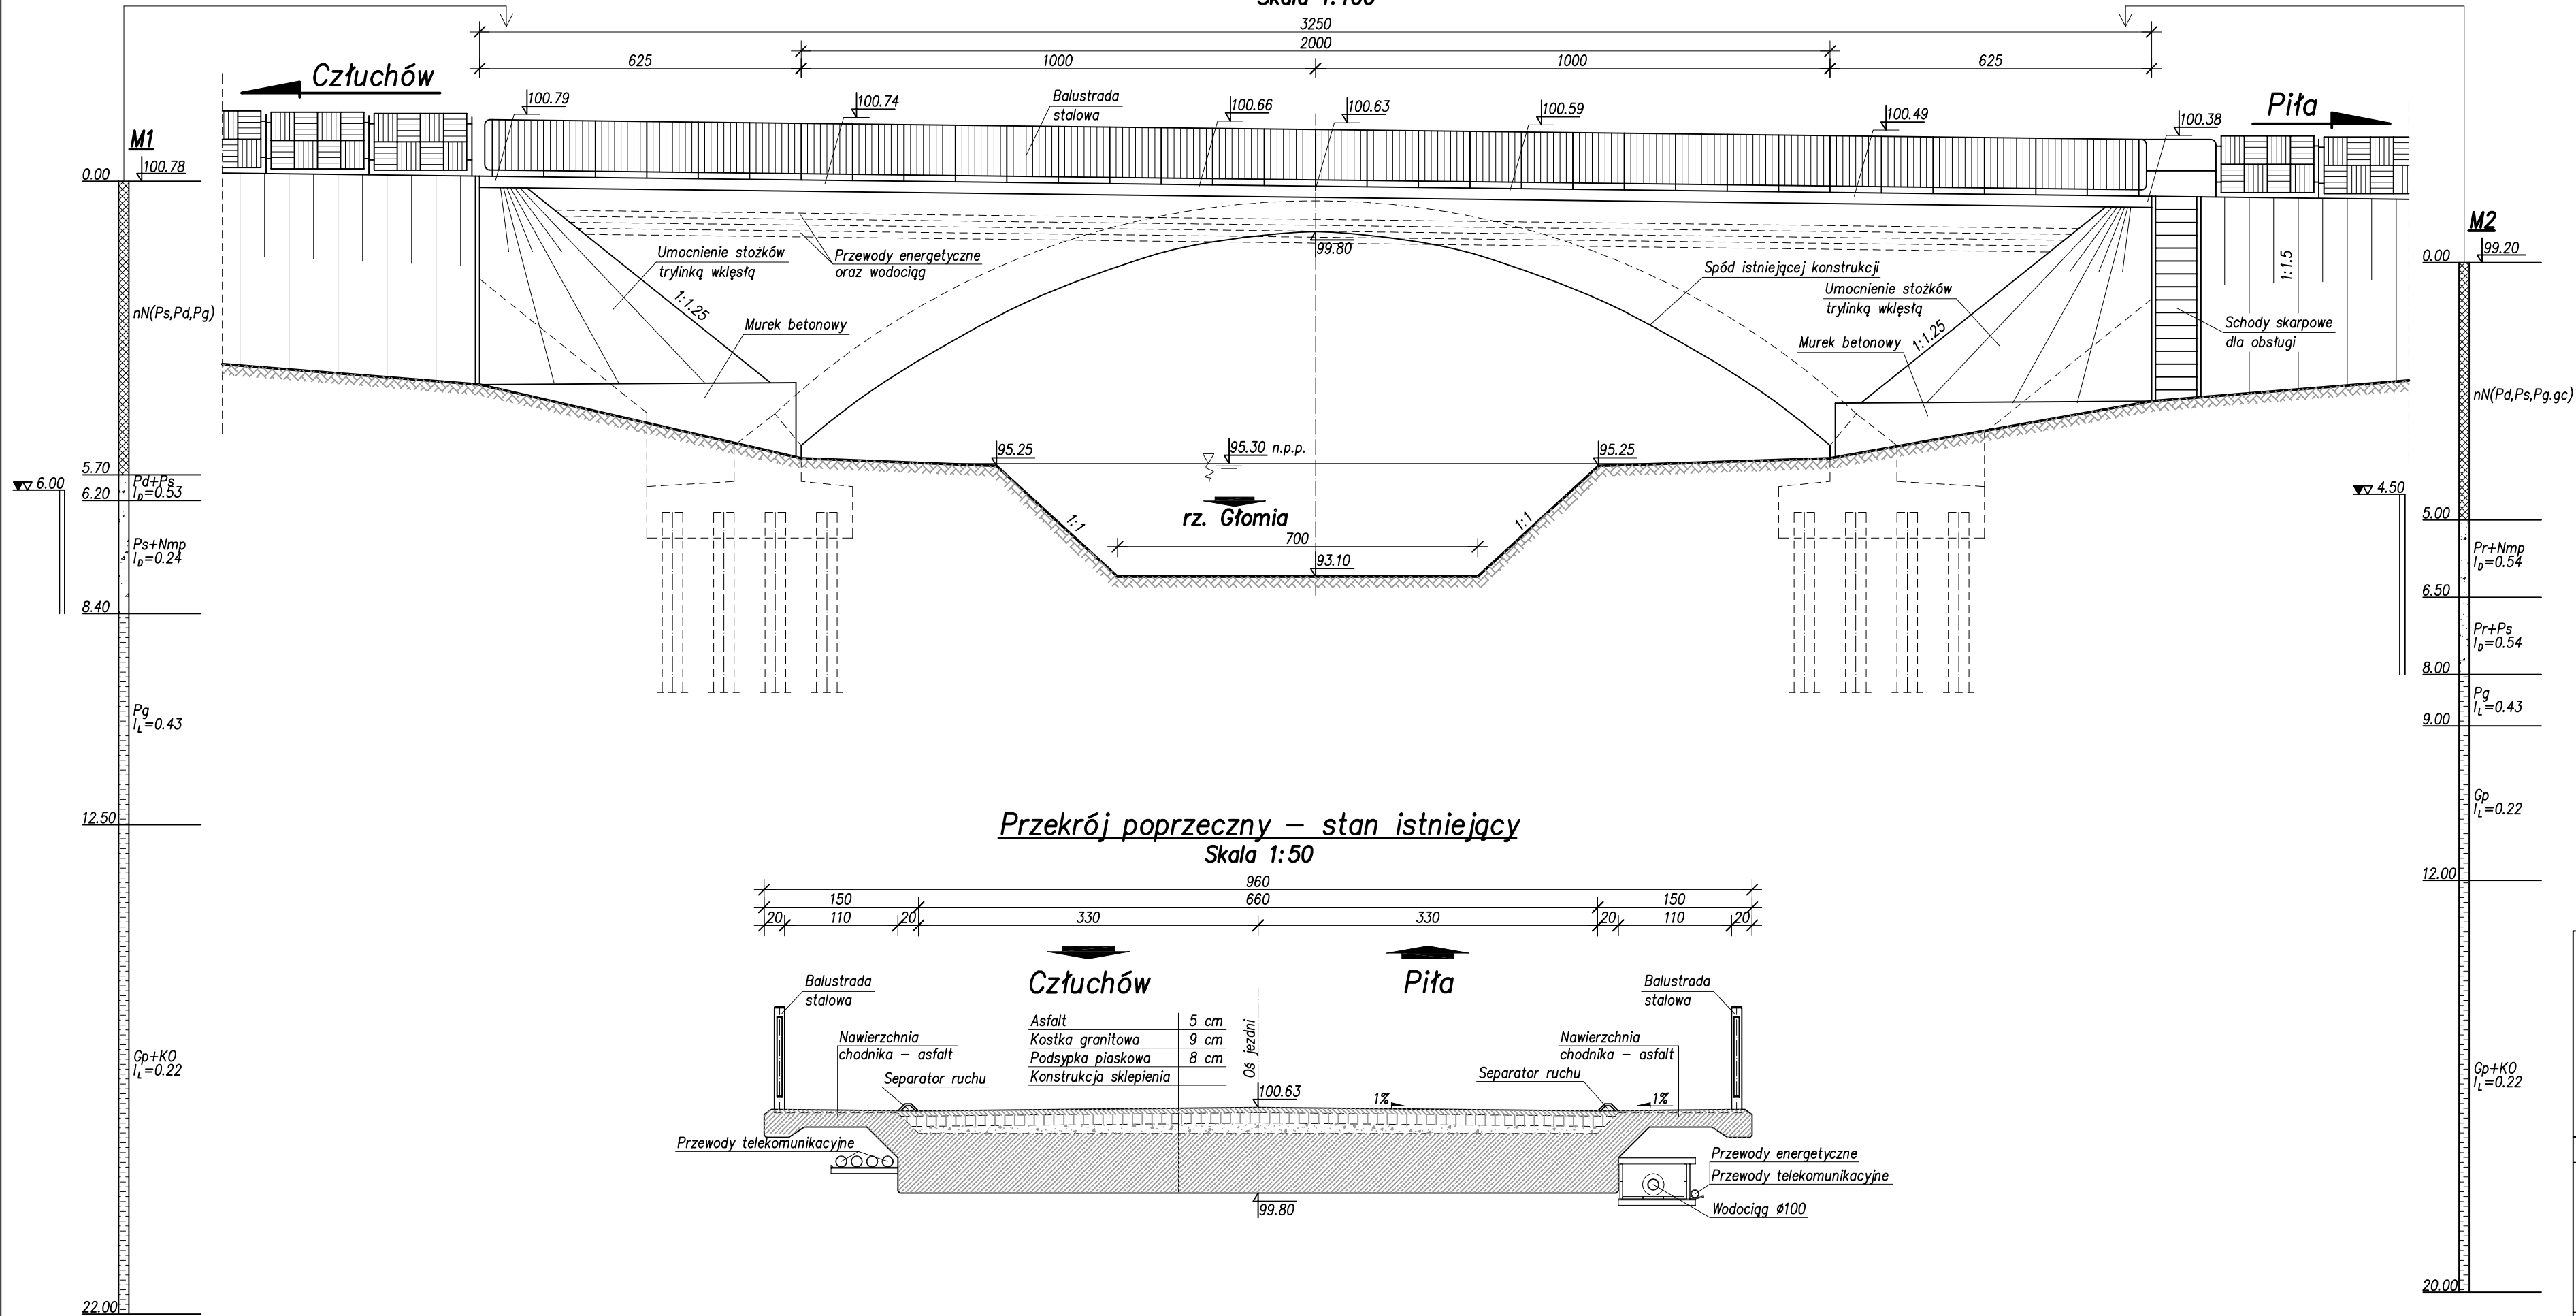 Skala 1:100
3250
2000
625
1000
1000
625
Człuchów
Piła
100.79
100.74
Balustrada
stalowa
100.66
100.63
100.59
100.49
100.38
M1
100.78
0.00
nN(Ps,Pd,Pg)
5.70
Pd+Ps
ID=0.53
6.00
6.20
Ps+Nmp
ID=0.24
8.40
Pg
IL=0.43
12.50
Gp+KO
IL=0.22
22.00
Umocnienie stożków
trylinką wklęsłą
1:1.25
Murek betonowy
Przewody energetyczne
oraz wodociąg
99.80
Spód istniejącej konstrukcji
Umocnienie stożków
trylinką wklęsłą
Murek betonowy
1:1.25
Schody skarpowe
dla obsługi
1:1.5
95.25
95.30 n.p.p.
95.25
rz. Głomia
1:1
1:1
700
93.10
M2
99.20
0.00
nN(Pd,Ps,Pg.gc)
4.50
5.00
Pr+Nmp
ID=0.54
6.50
Pr+Ps
ID=0.54
8.00
Pg
IL=0.43
9.00
Gp
IL=0.22
12.00
Gp+KO
IL=0.22
20.00
Przekrój poprzeczny – stan istniejący
Skala 1:50
960
150
660
150
20
110
20
330
330
20
110
20
Człuchów
Piła
Balustrada
stalowa
Balustrada
stalowa
Nawierzchnia
chodnika – asfalt
Separator ruchu
Asfalt 5 cm
Kostka granitowa 9 cm
Podsypka piaskowa 8 cm
Konstrukcja sklepienia
Oś jezdni
100.63
1%
1%
Nawierzchnia
chodnika – asfalt
Separator ruchu
Przewody telekomunikacyjne
Przewody energetyczne
Przewody telekomunikacyjne
Wodociąg ø100
99.80